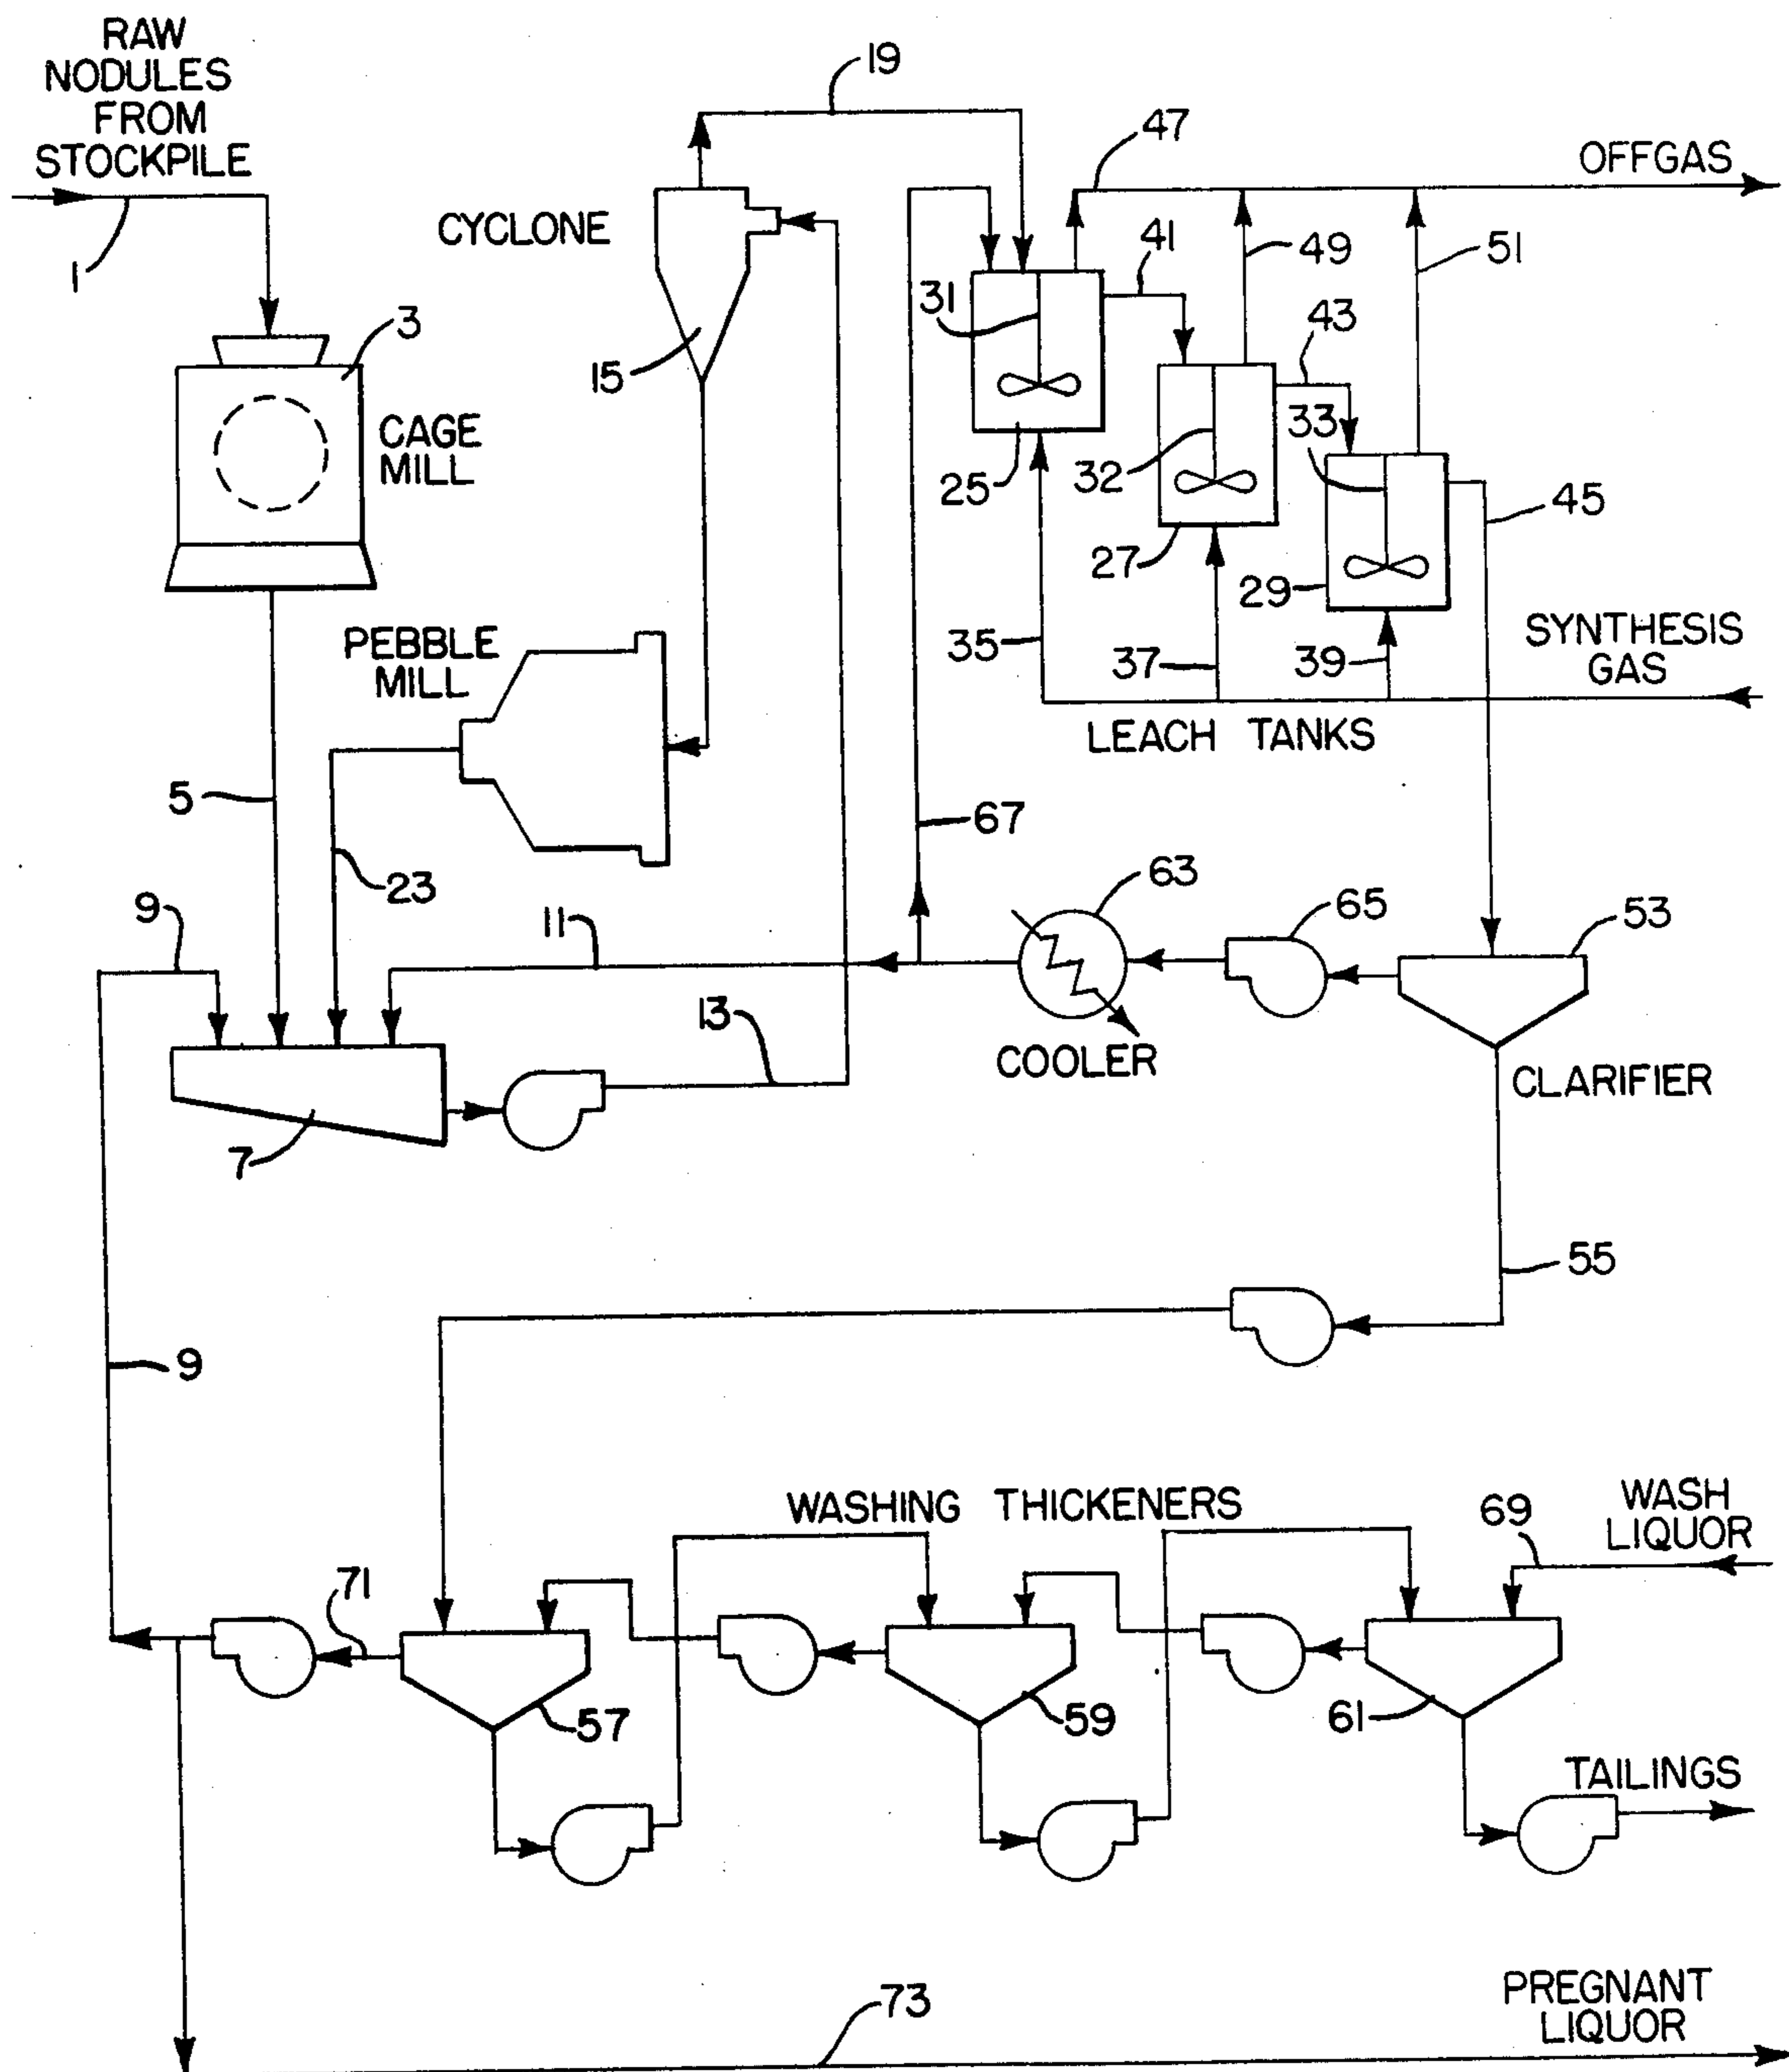 RAW
NODULES
FROM
STOCKPILE
1
19
47
OFFGAS
CYCLONE
41
49
51
3
31
43
15
CAGE
MILL
33
32
25
45
27
29
PEBBLE
MILL
35
37
39
SYNTHESIS
GAS
LEACH TANKS
5
67
23
63
65
53
9
11
13
COOLER
CLARIFIER
7
55
9
WASHING THICKENERS
69
WASH
LIQUOR
71
57
59
61
TAILINGS
73
PREGNANT
LIQUOR